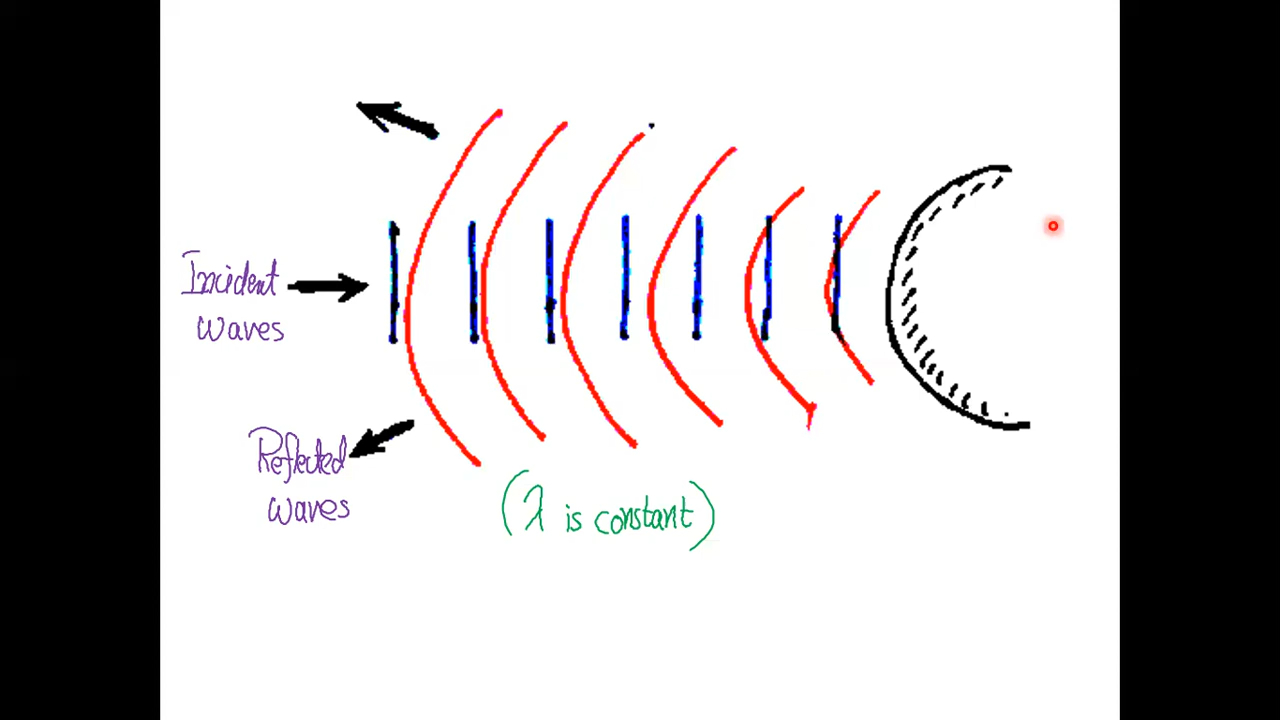 Incident
waves
Reflected
waves
(λ is constant)